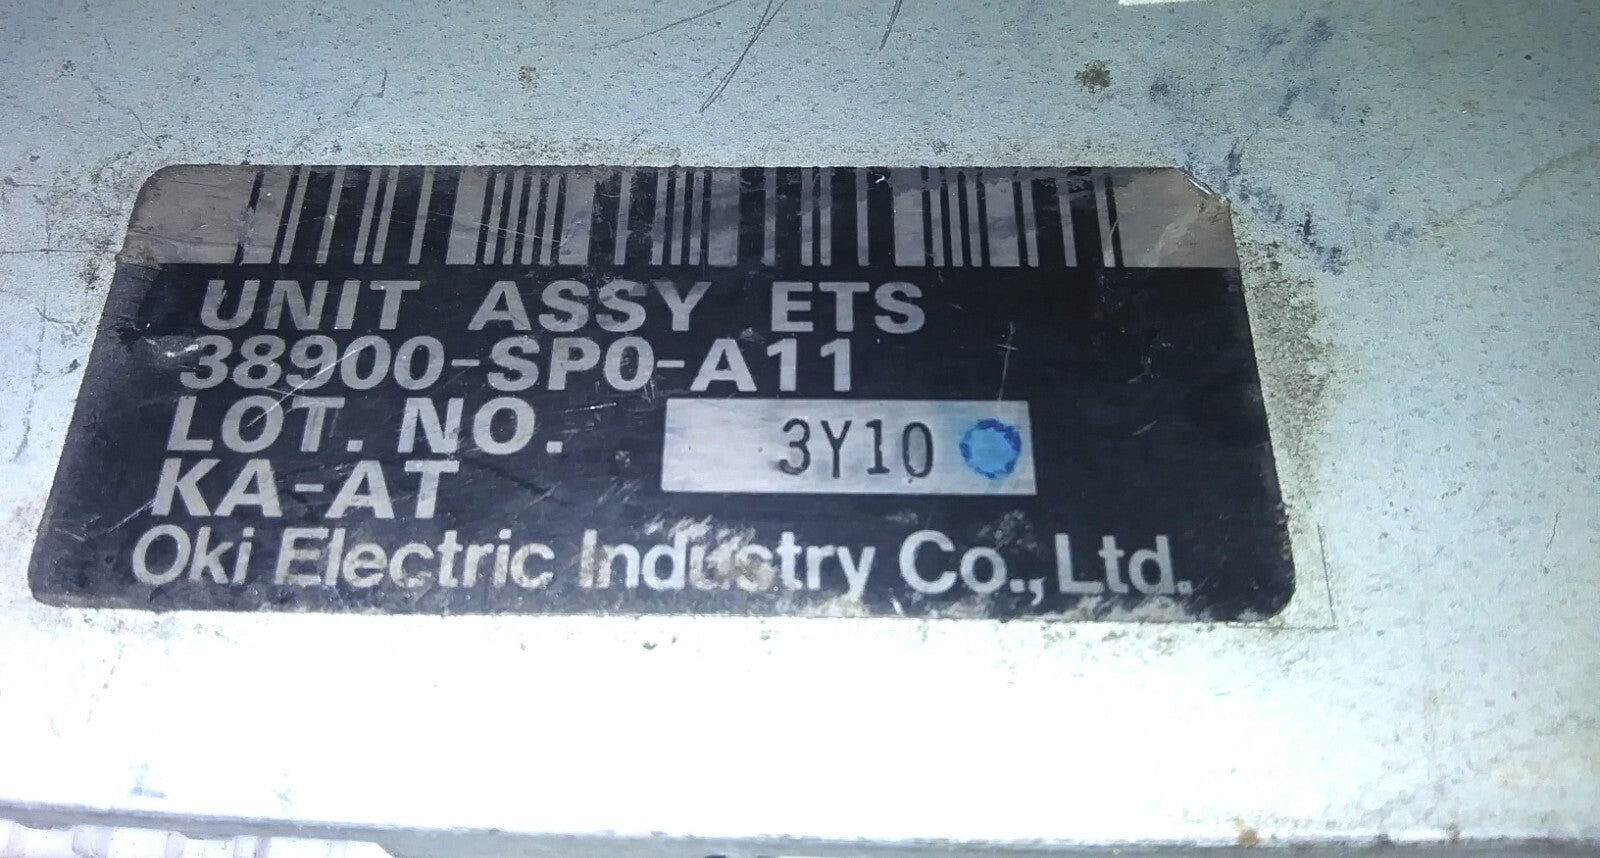 UNIT ASSY ETS
38900-SP0-A11
LOT. NO. 3Y10
KA-AT
Oki Electric Industry Co., Ltd.